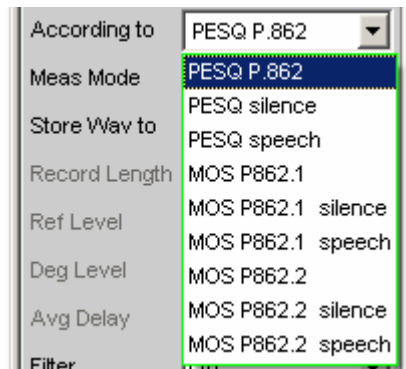 According to PESQ P.862
Meas Mode PESQ P.862
PESQ silence
Store Wav to PESQ speech
Record Length MOS P862.1
Ref Level MOS P862.1 silence
MOS P862.1 speech
Deg Level MOS P862.2
Avg Delay MOS P862.2 silence
MOS P862.2 speech
Filter